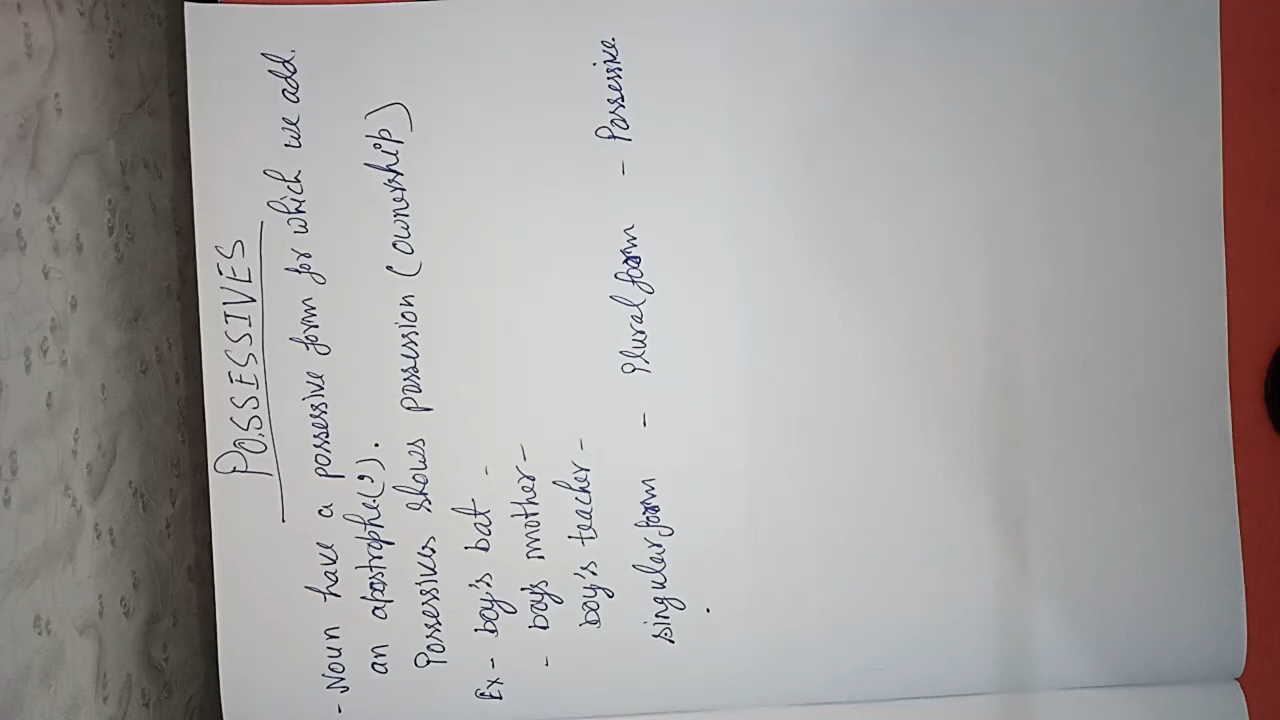 POSSESSIVES
- Noun have a possessive form for which we add.
an apostrophe(').
Possessives shows possession (ownership)
Ex - boy's bat -
- boy's mother -
boy's teacher -
singular form - Plural form - Possessive